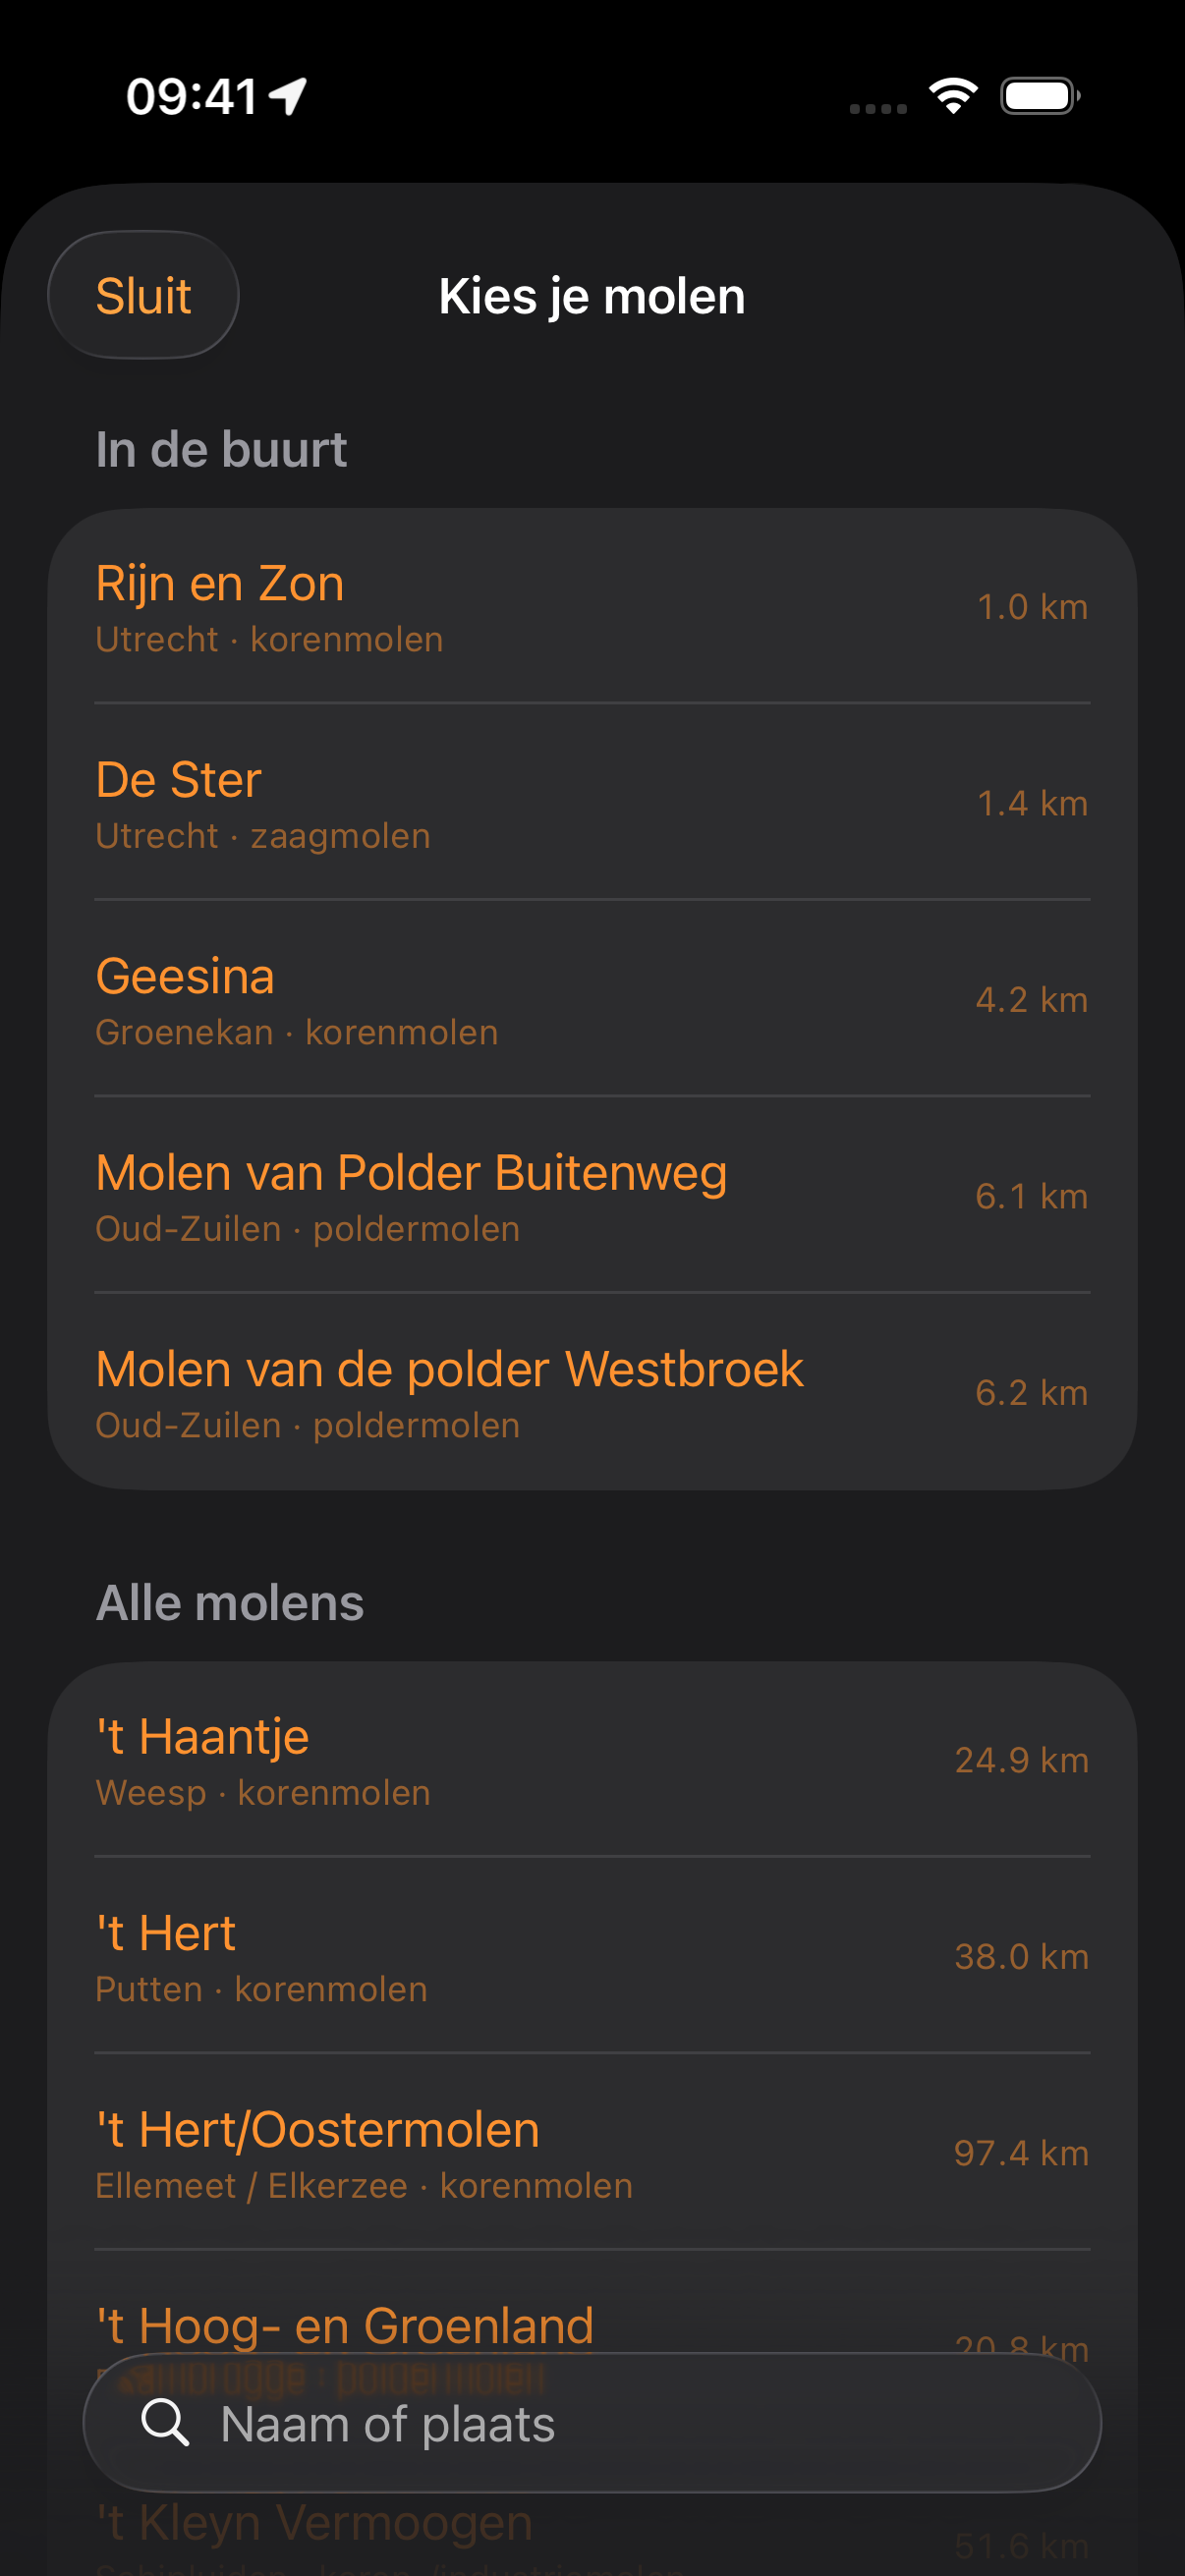 09:41
Sluit
Kies je molen
In de buurt
Rijn en Zon
Utrecht · korenmolen
1.0 km
De Ster
Utrecht · zaagmolen
1.4 km
Geesina
Groenekan · korenmolen
4.2 km
Molen van Polder Buitenweg
Oud-Zuilen · poldermolen
6.1 km
Molen van de polder Westbroek
Oud-Zuilen · poldermolen
6.2 km
Alle molens
't Haantje
Weesp · korenmolen
24.9 km
't Hert
Putten · korenmolen
38.0 km
't Hert/Oostermolen
Ellemeet / Elkerzee · korenmolen
97.4 km
't Hoog- en Groenland
20.8 km
poldermolen
Naam of plaats
't Kleyn Vermoogen
51.6 km